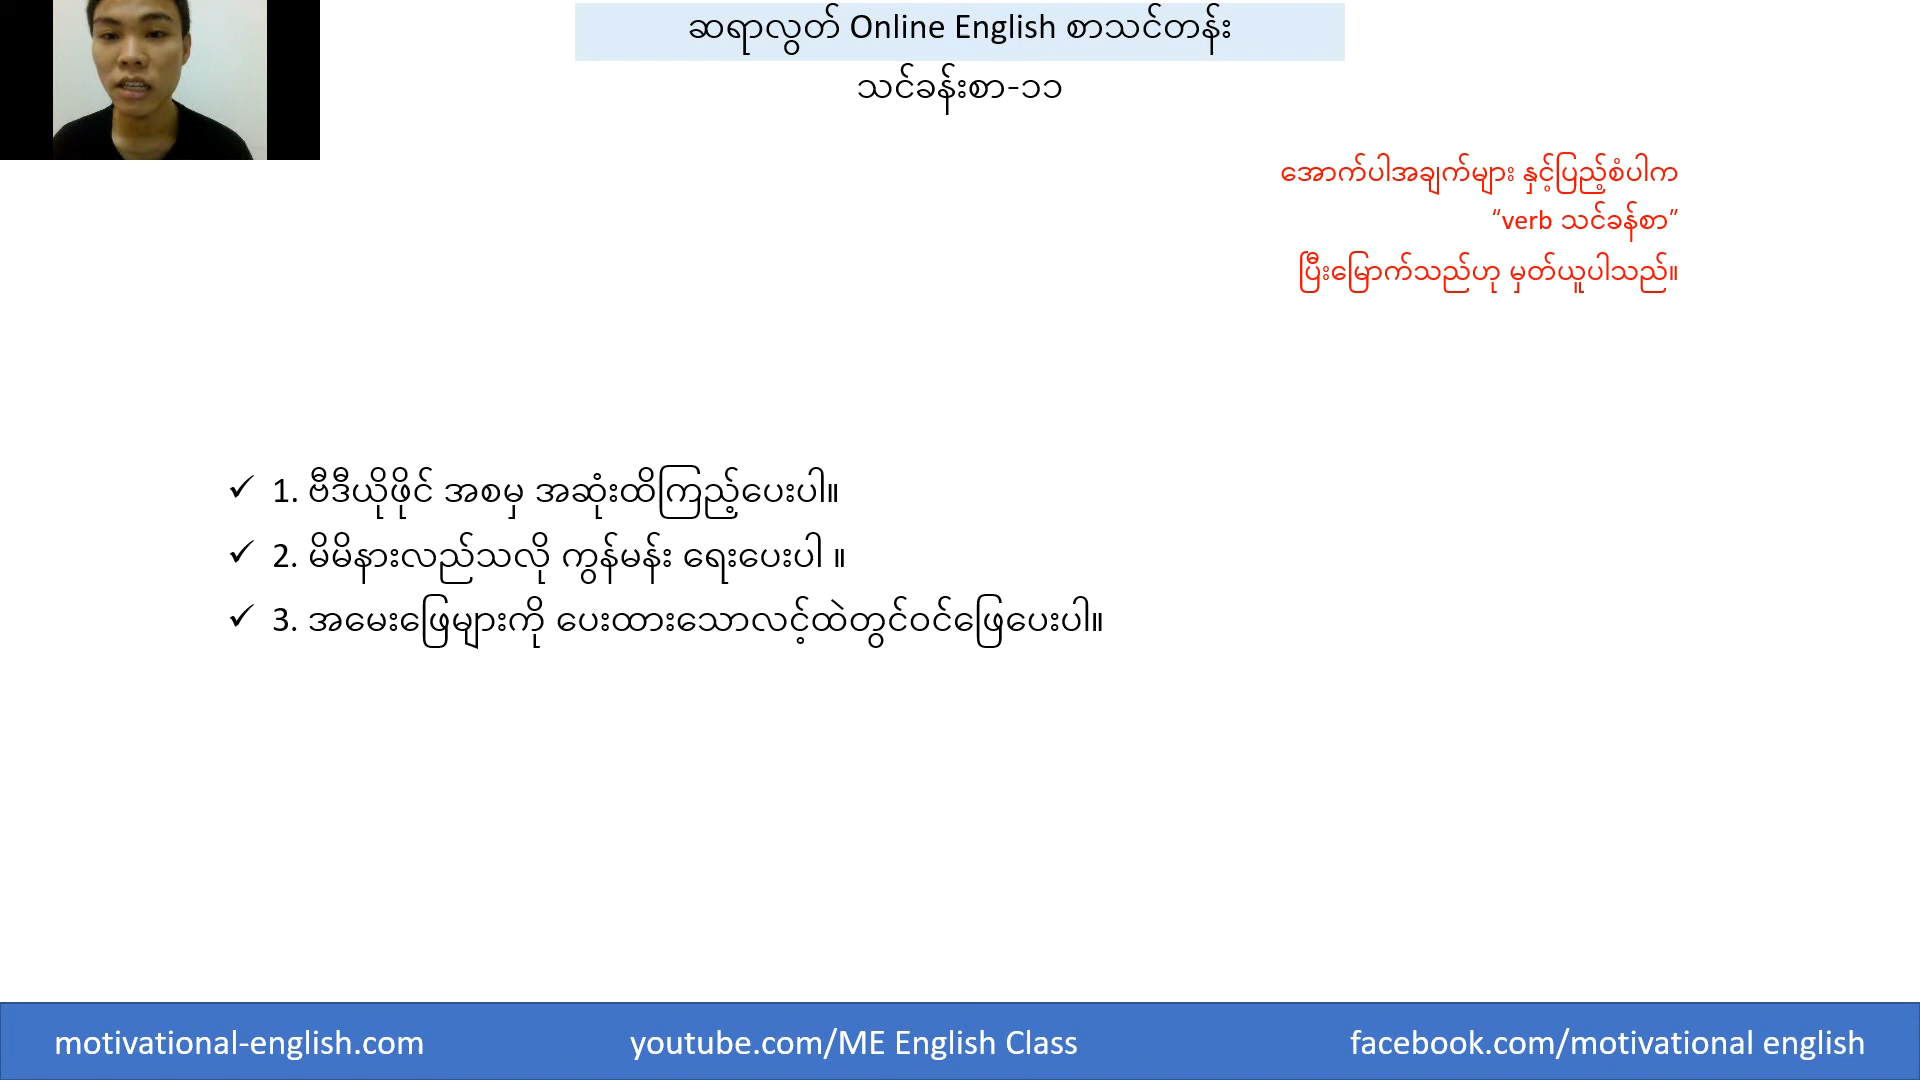 ဆရာလွတ် Online English စာသင်တန်း
သင်ခန်းစာ-၁၁
အောက်ပါအချက်များ နှင့်ပြည့်စံပါက
“verb သင်ခန်စာ”
ပြီးမြောက်သည်ဟု မှတ်ယူပါသည်။
✓ 1. ဗီဒီယိုဖိုင် အစမှ အဆုံးထိကြည့်ပေးပါ။
✓ 2. မိမိနားလည်သလို ကွန်မန်း ရေးပေးပါ ။
✓ 3. အမေးဖြေများကို ပေးထားသောလင့်ထဲတွင်ဝင်ဖြေပေးပါ။
motivational-english.com
youtube.com/ME English Class
facebook.com/motivational english